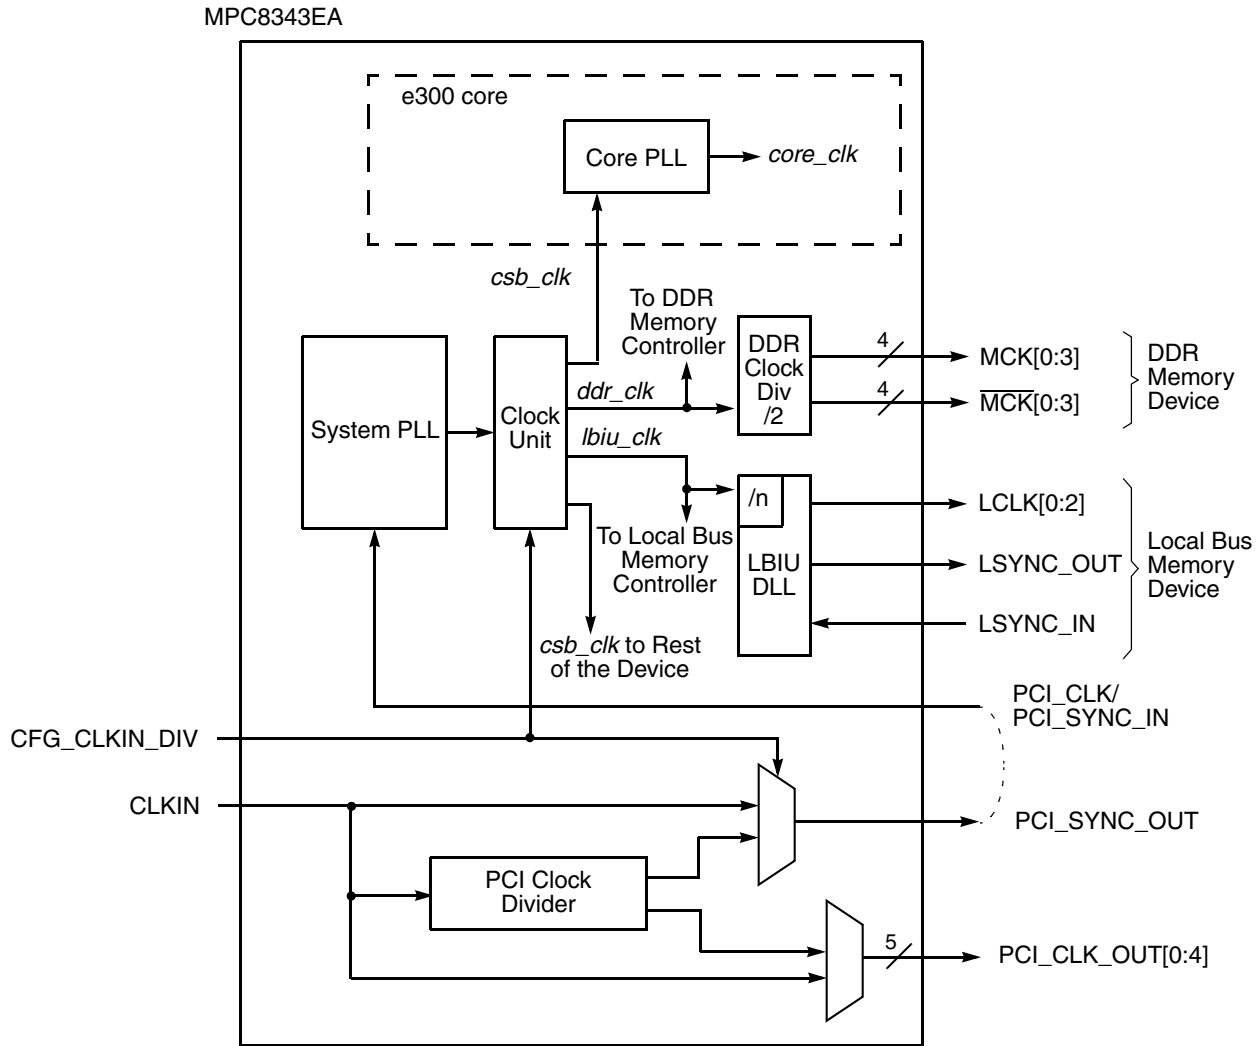 MPC8343EA
e300 core
Core PLL
core_clk
csb_clk
To DDR
Memory
Controller
DDR
Clock
Div
/2
4
MCK[0:3]
4
M̅C̅K̅[0:3]
DDR
Memory
Device
System PLL
Clock
Unit
ddr_clk
lbiu_clk
/n
LBIU
DLL
LCLK[0:2]
LSYNC_OUT
LSYNC_IN
Local Bus
Memory
Device
To Local Bus
Memory
Controller
csb_clk to Rest
of the Device
PCI_CLK/
PCI_SYNC_IN
CFG_CLKIN_DIV
CLKIN
PCI_SYNC_OUT
PCI Clock
Divider
5
PCI_CLK_OUT[0:4]